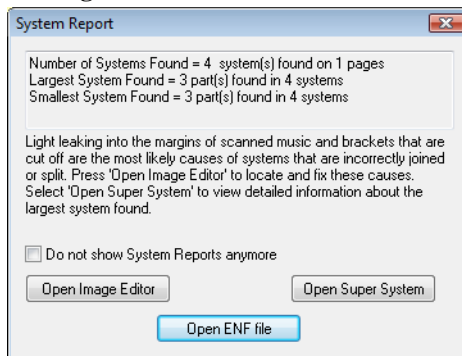 System Report
Number of Systems Found = 4 system(s) found on 1 pages
Largest System Found = 3 part(s) found in 4 systems
Smallest System Found = 3 part(s) found in 4 systems
Light leaking into the margins of scanned music and brackets that are
cut off are the most likely causes of systems that are incorrectly joined
or split. Press 'Open Image Editor' to locate and fix these causes.
Select 'Open Super System' to view detailed information about the
largest system found.
Do not show System Reports anymore
Open Image Editor
Open Super System
Open ENF file